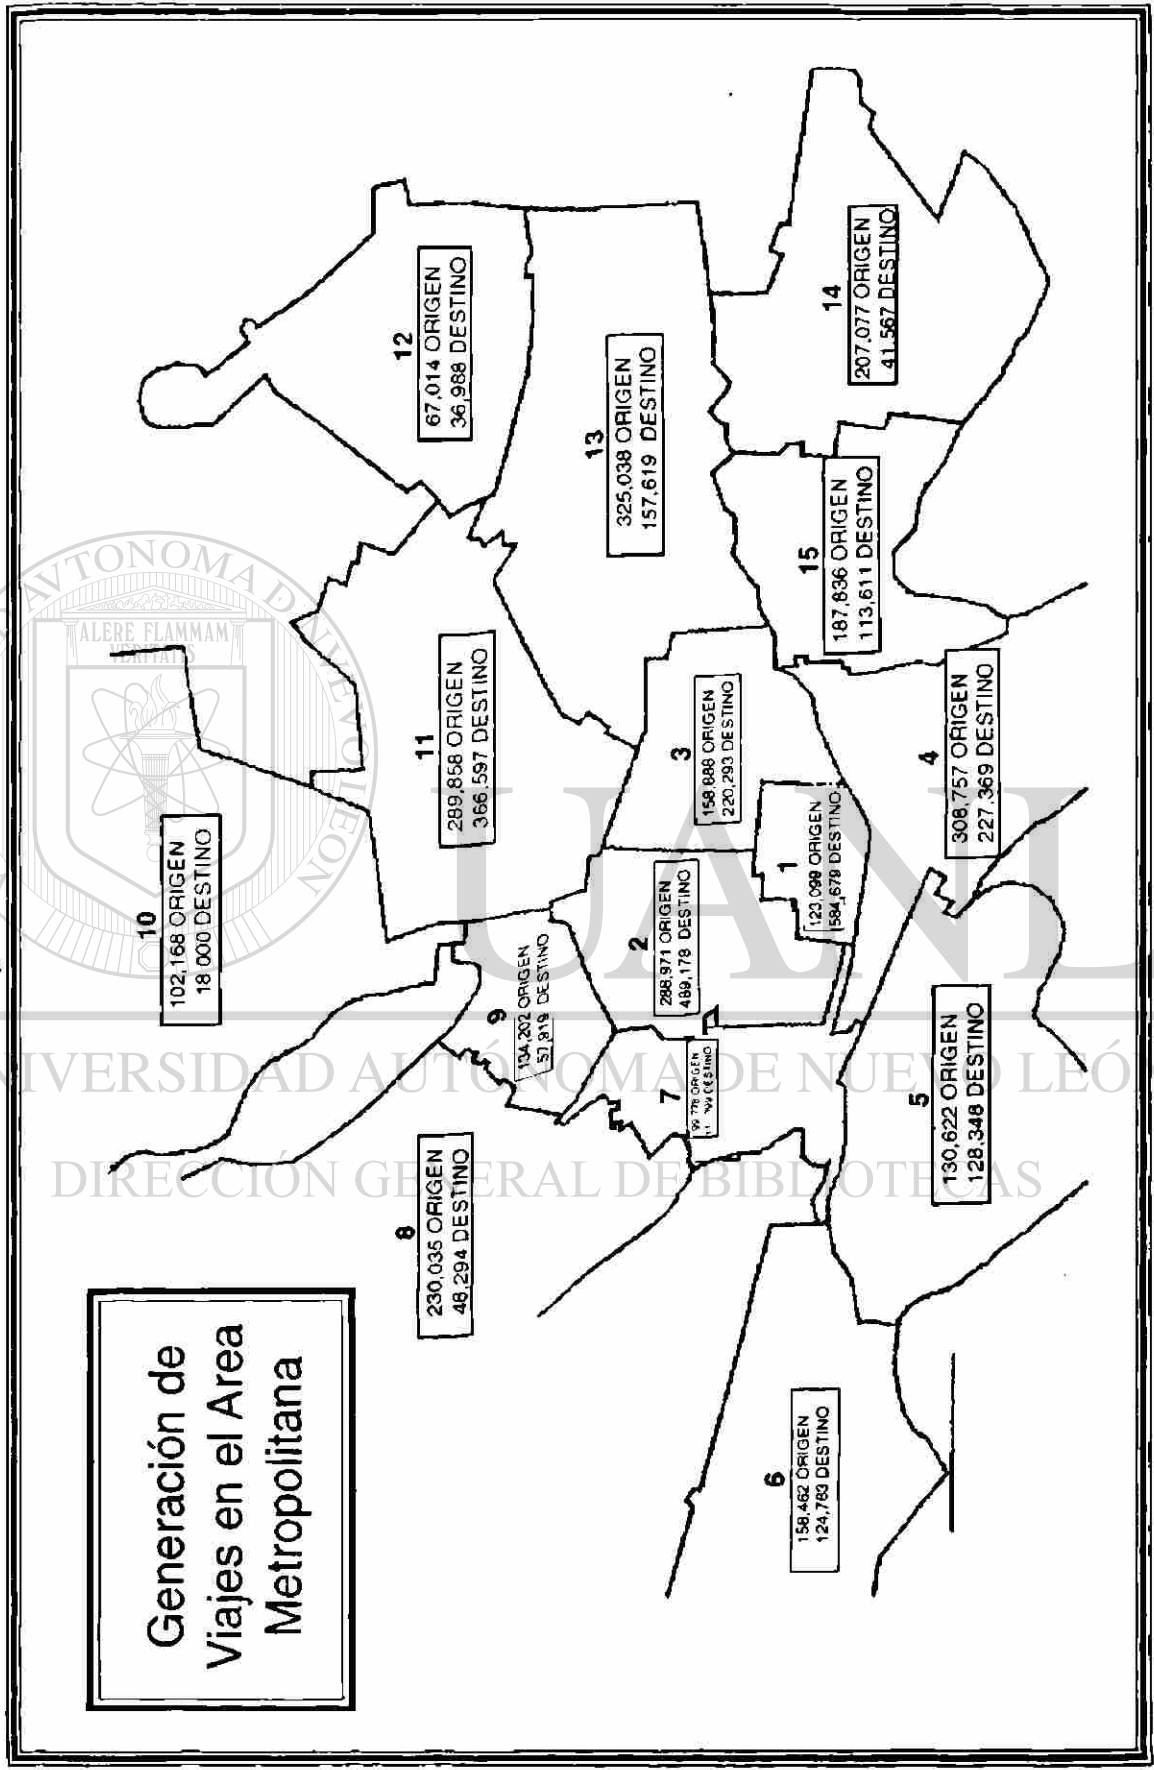 Generación de
Viajes en el Area
Metropolitana
10
102,168 ORIGEN
18,000 DESTINO
12
67,014 ORIGEN
36,988 DESTINO
11
289,858 ORIGEN
366,597 DESTINO
8
230,035 ORIGEN
48,294 DESTINO
9
134,202 ORIGEN
57,919 DESTINO
13
325,038 ORIGEN
157,619 DESTINO
2
288,971 ORIGEN
489,178 DESTINO
3
158,688 ORIGEN
220,293 DESTINO
7
ORIGEN
DESTINO
1
123,099 ORIGEN
584,679 DESTINO
6
158,462 ORIGEN
124,783 DESTINO
15
187,836 ORIGEN
113,611 DESTINO
14
207,077 ORIGEN
41,567 DESTINO
4
308,757 ORIGEN
227,369 DESTINO
5
130,622 ORIGEN
128,348 DESTINO
ALERE FLAMMAM
VERITATIS
UANL
UNIVERSIDAD AUTÓNOMA DE NUEVO LEÓN
DIRECCIÓN GENERAL DE BIBLIOTECAS